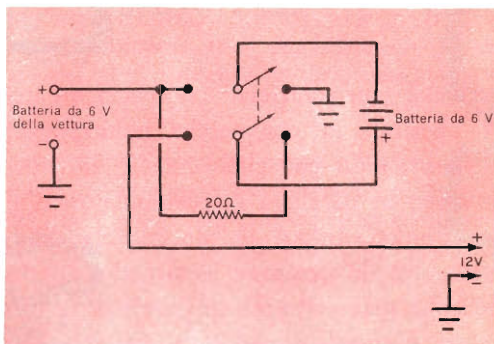 +
Batteria da 6 V
della vettura
−
Batteria da 6 V
+
20Ω
+
12V
−